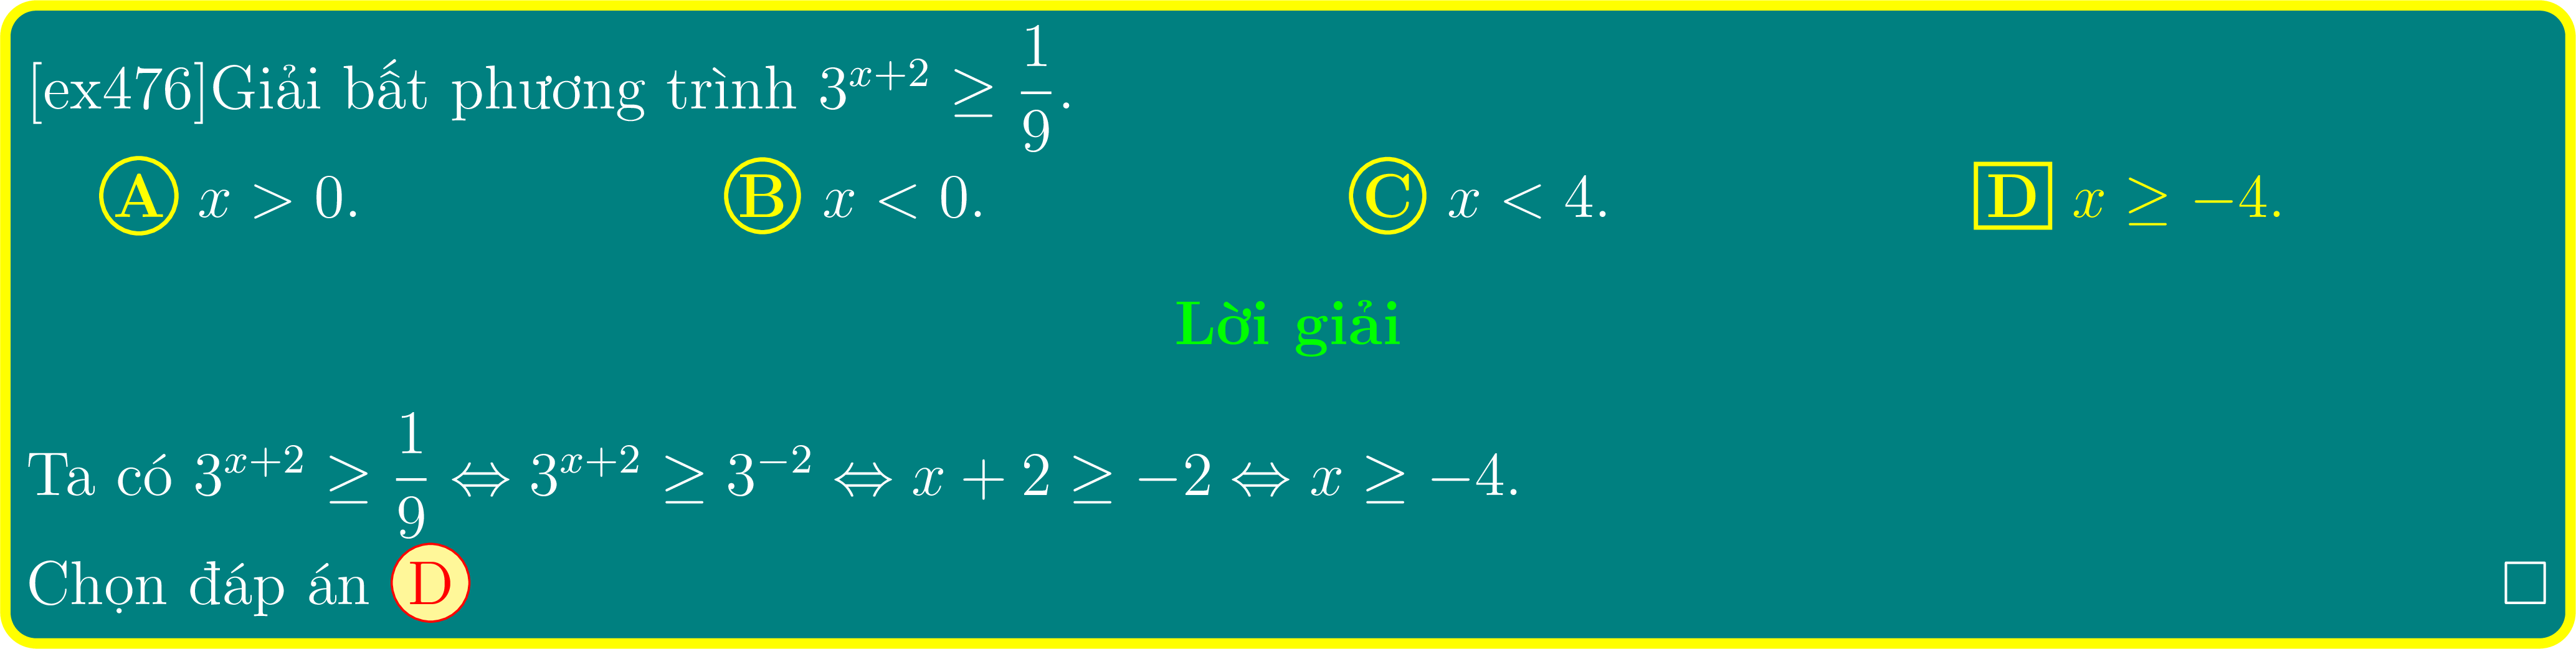 [ex476]Giải bất phương trình $3^{x+2} \geq \dfrac{1}{9}$.
Ⓐ $x > 0$. Ⓑ $x < 0$. Ⓒ $x < 4$. D $x \geq -4$.
Lời giải
Ta có $3^{x+2} \geq \dfrac{1}{9} \Leftrightarrow 3^{x+2} \geq 3^{-2} \Leftrightarrow x + 2 \geq -2 \Leftrightarrow x \geq -4$.
Chọn đáp án Ⓓ □